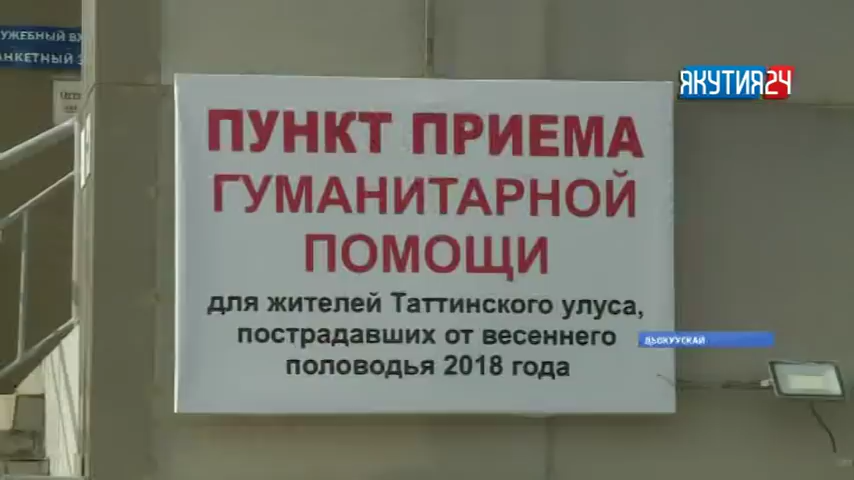 ЯКУТИЯ24
ПУНКТ ПРИЕМА
ГУМАНИТАРНОЙ
ПОМОЩИ
для жителей Таттинского улуса,
пострадавших от весеннего
половодья 2018 года
ДЬОКУУСКАЙ